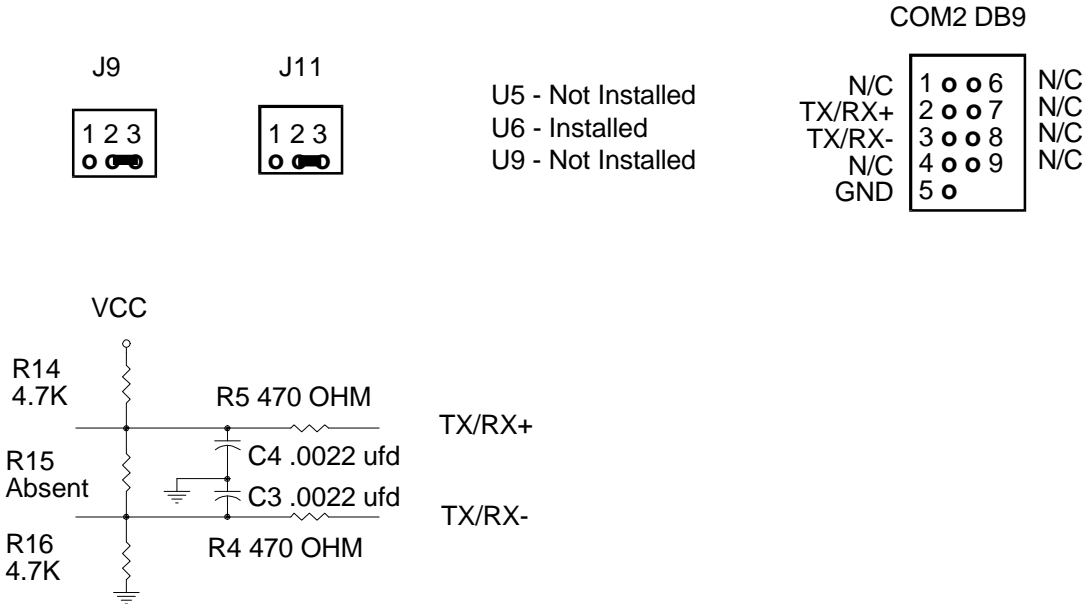 COM2 DB9
J9
J11
1 2 3
1 2 3
U5 - Not Installed
U6 - Installed
U9 - Not Installed
N/C 1 o o 6 N/C
TX/RX+ 2 o o 7 N/C
TX/RX- 3 o o 8 N/C
N/C 4 o o 9 N/C
GND 5 o
VCC
R14
4.7K
R5 470 OHM
TX/RX+
C4 .0022 ufd
R15
Absent
C3 .0022 ufd
TX/RX-
R4 470 OHM
R16
4.7K